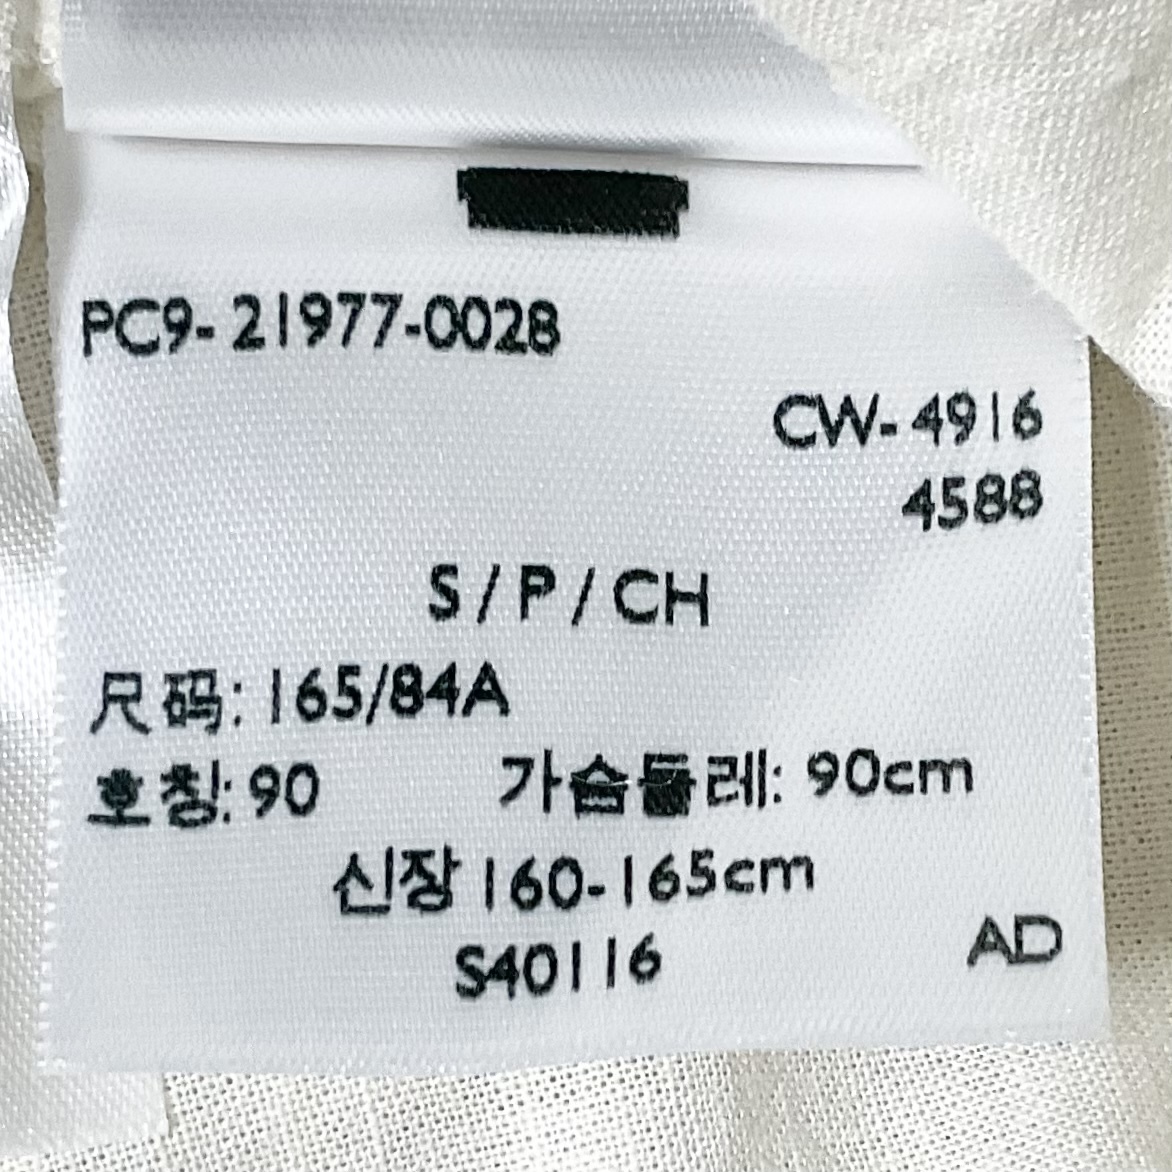 PC9-21977-0028
CW-4916
4588
S / P / CH
尺码: 165/84A
호칭: 90 가슴둘레: 90cm
신장 160-165cm
S40116 AD